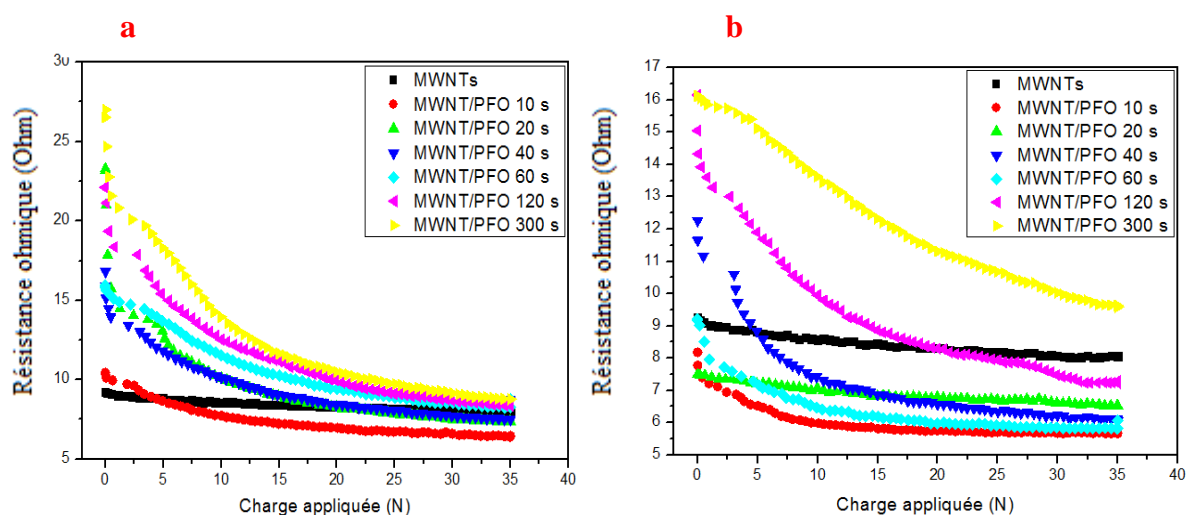 a
30
25
20
15
10
5
0 5 10 15 20 25 30 35 40
Résistance ohmique (Ohm)
Charge appliquée (N)
MWNTs
MWNT/PFO 10 s
MWNT/PFO 20 s
MWNT/PFO 40 s
MWNT/PFO 60 s
MWNT/PFO 120 s
MWNT/PFO 300 s
b
17
16
15
14
13
12
11
10
9
8
7
6
5
0 5 10 15 20 25 30 35 40
Résistance ohmique (Ohm)
Charge appliquée (N)
MWNTs
MWNT/PFO 10 s
MWNT/PFO 20 s
MWNT/PFO 40 s
MWNT/PFO 60 s
MWNT/PFO 120 s
MWNT/PFO 300 s